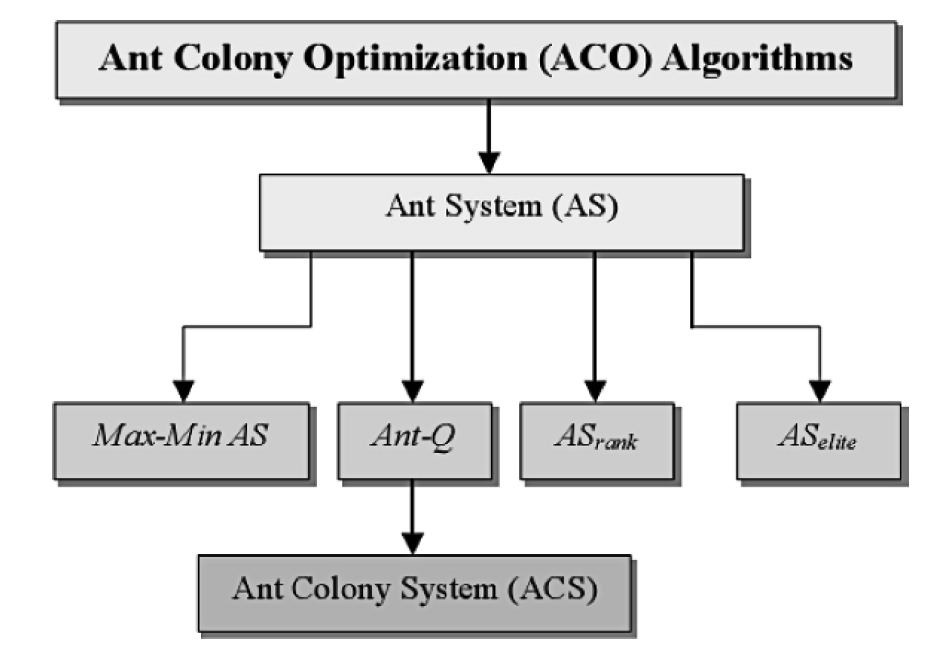 Ant Colony Optimization (ACO) Algorithms
Ant System (AS)
Max-Min AS
Ant-Q
ASrank
ASelite
Ant Colony System (ACS)